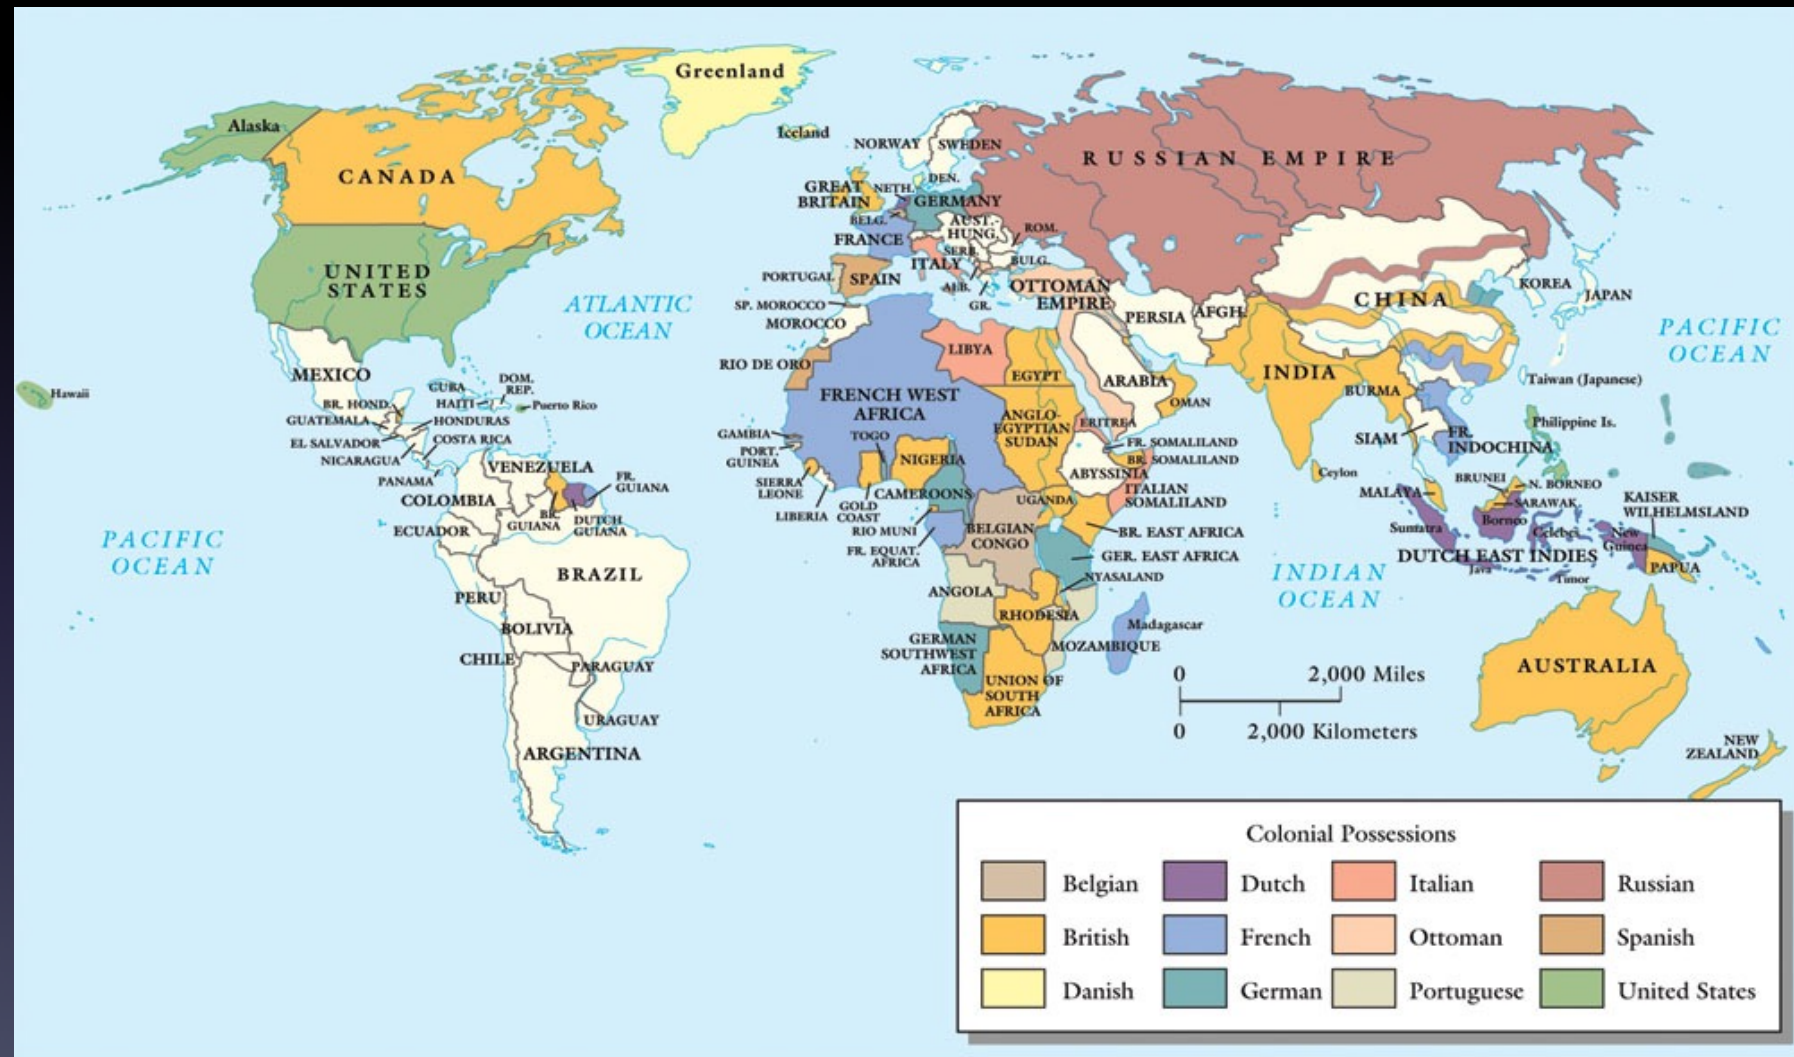 Greenland
Alaska
Iceland
CANADA
NORWAY
SWEDEN
RUSSIAN EMPIRE
DEN.
GREAT
BRITAIN
NETH.
GERMANY
BELG.
AUST.-
HUNG.
ROM.
FRANCE
SERB.
BULG.
ITALY
PORTUGAL
SPAIN
ALB.
GR.
OTTOMAN
EMPIRE
UNITED
STATES
ATLANTIC
OCEAN
SP. MOROCCO
MOROCCO
PERSIA
AFGH.
CHINA
KOREA
JAPAN
PACIFIC
OCEAN
RIO DE ORO
LIBYA
EGYPT
ARABIA
OMAN
INDIA
BURMA
Taiwan (Japanese)
Hawaii
MEXICO
CUBA
DOM.
REP.
HAITI
Puerto Rico
BR. HOND.
GUATEMALA
HONDURAS
EL SALVADOR
COSTA RICA
NICARAGUA
PANAMA
FRENCH WEST
AFRICA
ANGLO-
EGYPTIAN
SUDAN
ERITREA
GAMBIA
TOGO
PORT.
GUINEA
NIGERIA
FR. SOMALILAND
BR. SOMALILAND
ABYSSINIA
ITALIAN
SOMALILAND
SIERRA
LEONE
LIBERIA
GOLD
COAST
CAMEROONS
UGANDA
RIO MUNI
FR. EQUAT.
AFRICA
BELGIAN
CONGO
BR. EAST AFRICA
GER. EAST AFRICA
NYASALAND
ANGOLA
RHODESIA
Madagascar
MOZAMBIQUE
GERMAN
SOUTHWEST
AFRICA
UNION OF
SOUTH
AFRICA
SIAM
FR.
INDOCHINA
Philippine Is.
Ceylon
MALAYA
BRUNEI
N. BORNEO
SARAWAK
Sumatra
Borneo
Celebes
New
Guinea
KAISER
WILHELMSLAND
DUTCH EAST INDIES
Java
Timor
PAPUA
VENEZUELA
FR.
GUIANA
COLOMBIA
BR.
GUIANA
DUTCH
GUIANA
ECUADOR
PACIFIC
OCEAN
BRAZIL
PERU
BOLIVIA
CHILE
PARAGUAY
URAGUAY
ARGENTINA
INDIAN
OCEAN
AUSTRALIA
NEW
ZEALAND
0 2,000 Miles
0 2,000 Kilometers
Colonial Possessions
Belgian Dutch Italian Russian
British French Ottoman Spanish
Danish German Portuguese United States